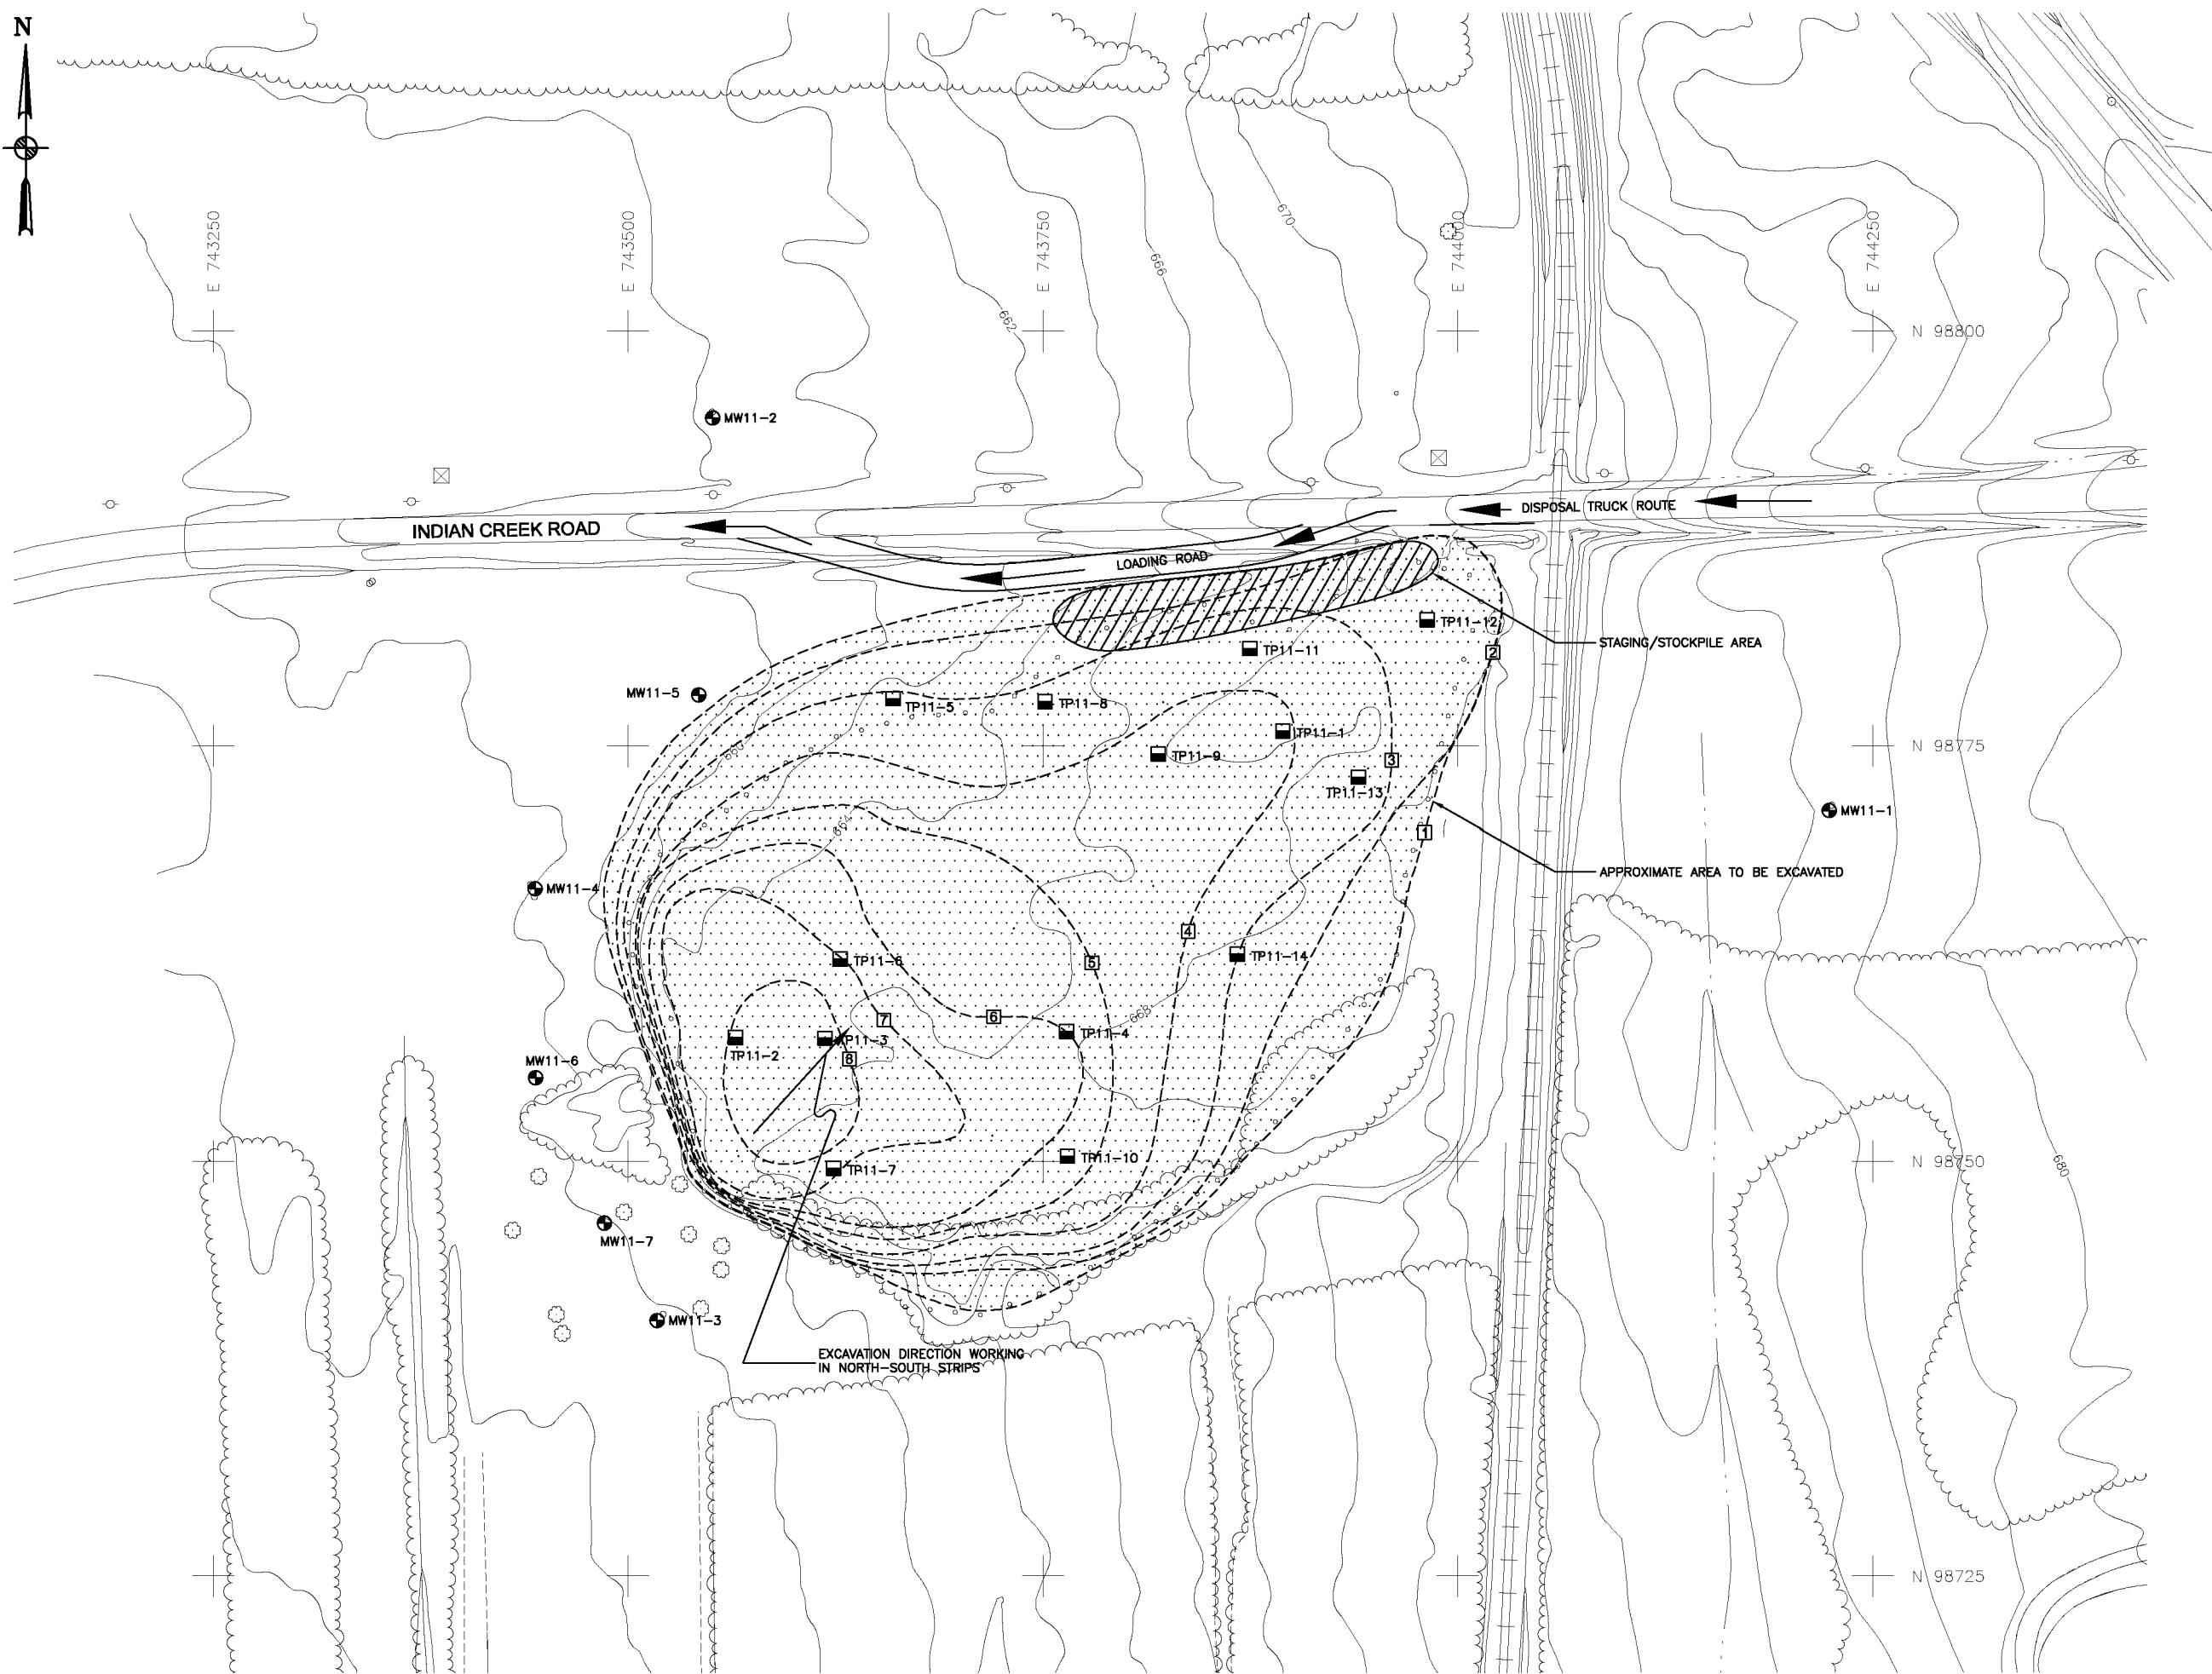 N
E 743250
E 743500
E 743750
E 744000
E 744250
670
666
662
N 98800
MW11-2
DISPOSAL TRUCK ROUTE
INDIAN CREEK ROAD
LOADING ROAD
TP11-12
STAGING/STOCKPILE AREA
TP11-11
2
MW11-5
TP11-5
TP11-8
TP11-1
660
TP11-9
N 98775
3
TP11-13
MW11-1
664
1
APPROXIMATE AREA TO BE EXCAVATED
MW11-4
4
TP11-6
5
TP11-14
668
6
7
TP11-4
TP11-3
TP11-2
8
MW11-6
TP11-10
N 98750
680
TP11-7
MW11-7
MW11-3
EXCAVATION DIRECTION WORKING
IN NORTH-SOUTH STRIPS
N 98725